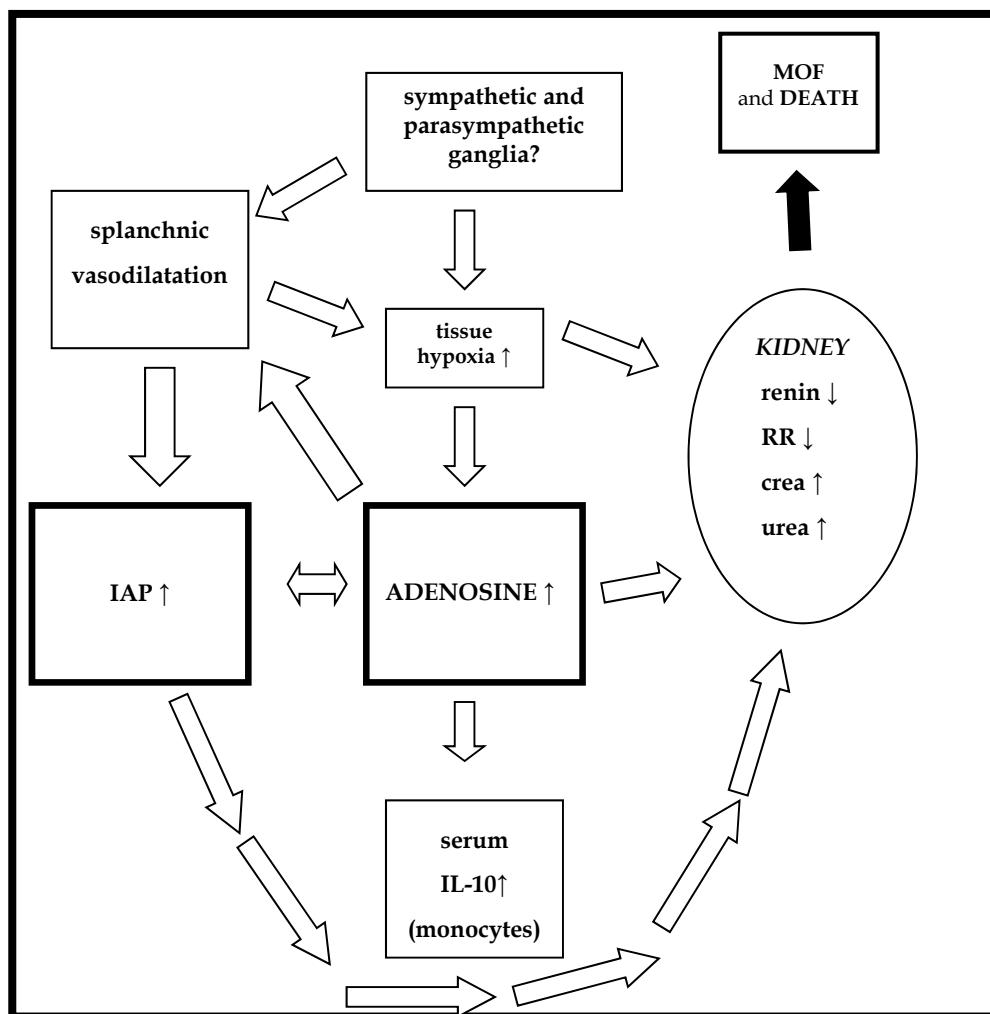 MOF
and DEATH
sympathetic and
parasympathetic
ganglia?
splanchnic
vasodilatation
tissue
hypoxia ↑
KIDNEY
renin ↓
RR ↓
crea ↑
urea ↑
IAP ↑
ADENOSINE ↑
serum
IL-10↑
(monocytes)